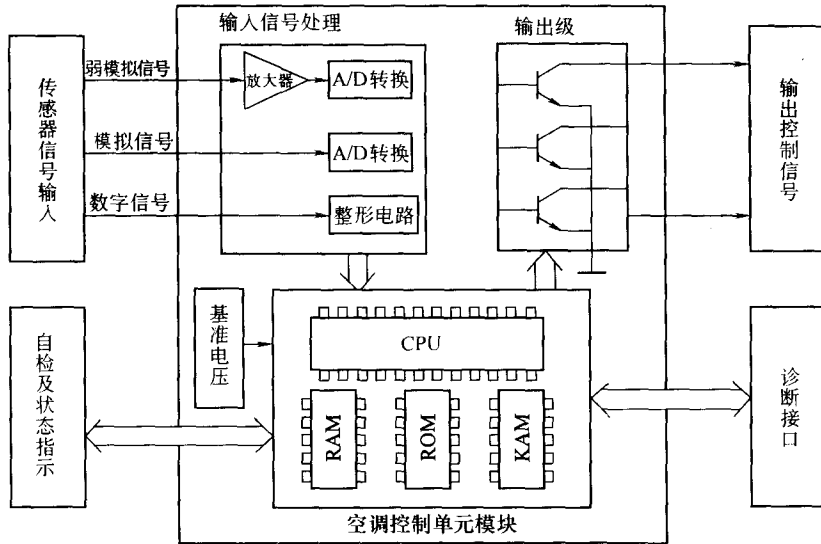 输入信号处理
输出级
传感器信号输入
弱模拟信号
放大器
A/D转换
模拟信号
A/D转换
数字信号
整形电路
输出控制信号
基准电压
CPU
RAM
ROM
KAM
自检及状态指示
诊断接口
空调控制单元模块